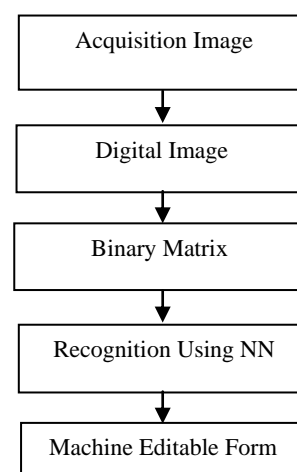 Acquisition Image
Digital Image
Binary Matrix
Recognition Using NN
Machine Editable Form